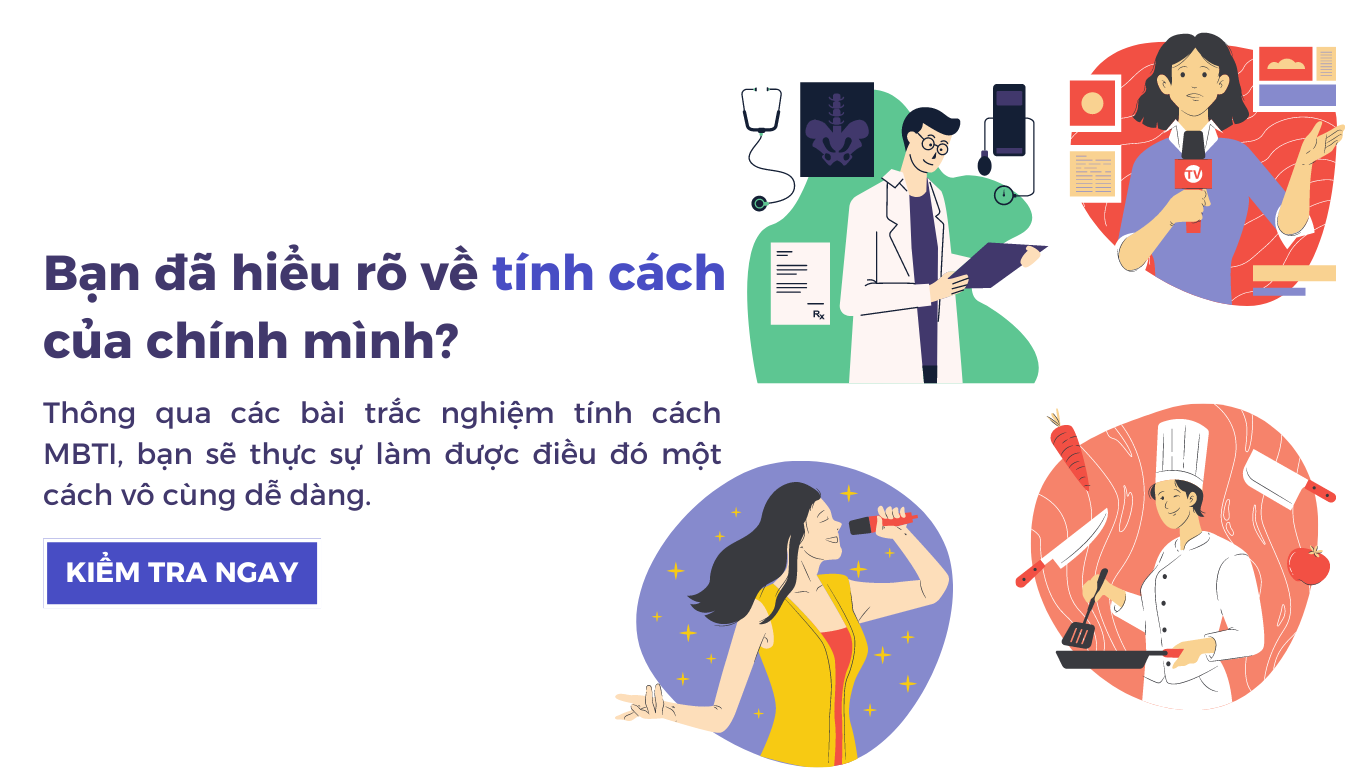 Bạn đã hiểu rõ về tính cách
của chính mình?
Thông qua các bài trắc nghiệm tính cách
MBTI, bạn sẽ thực sự làm được điều đó một
cách vô cùng dễ dàng.
KIỂM TRA NGAY
Rx
TV